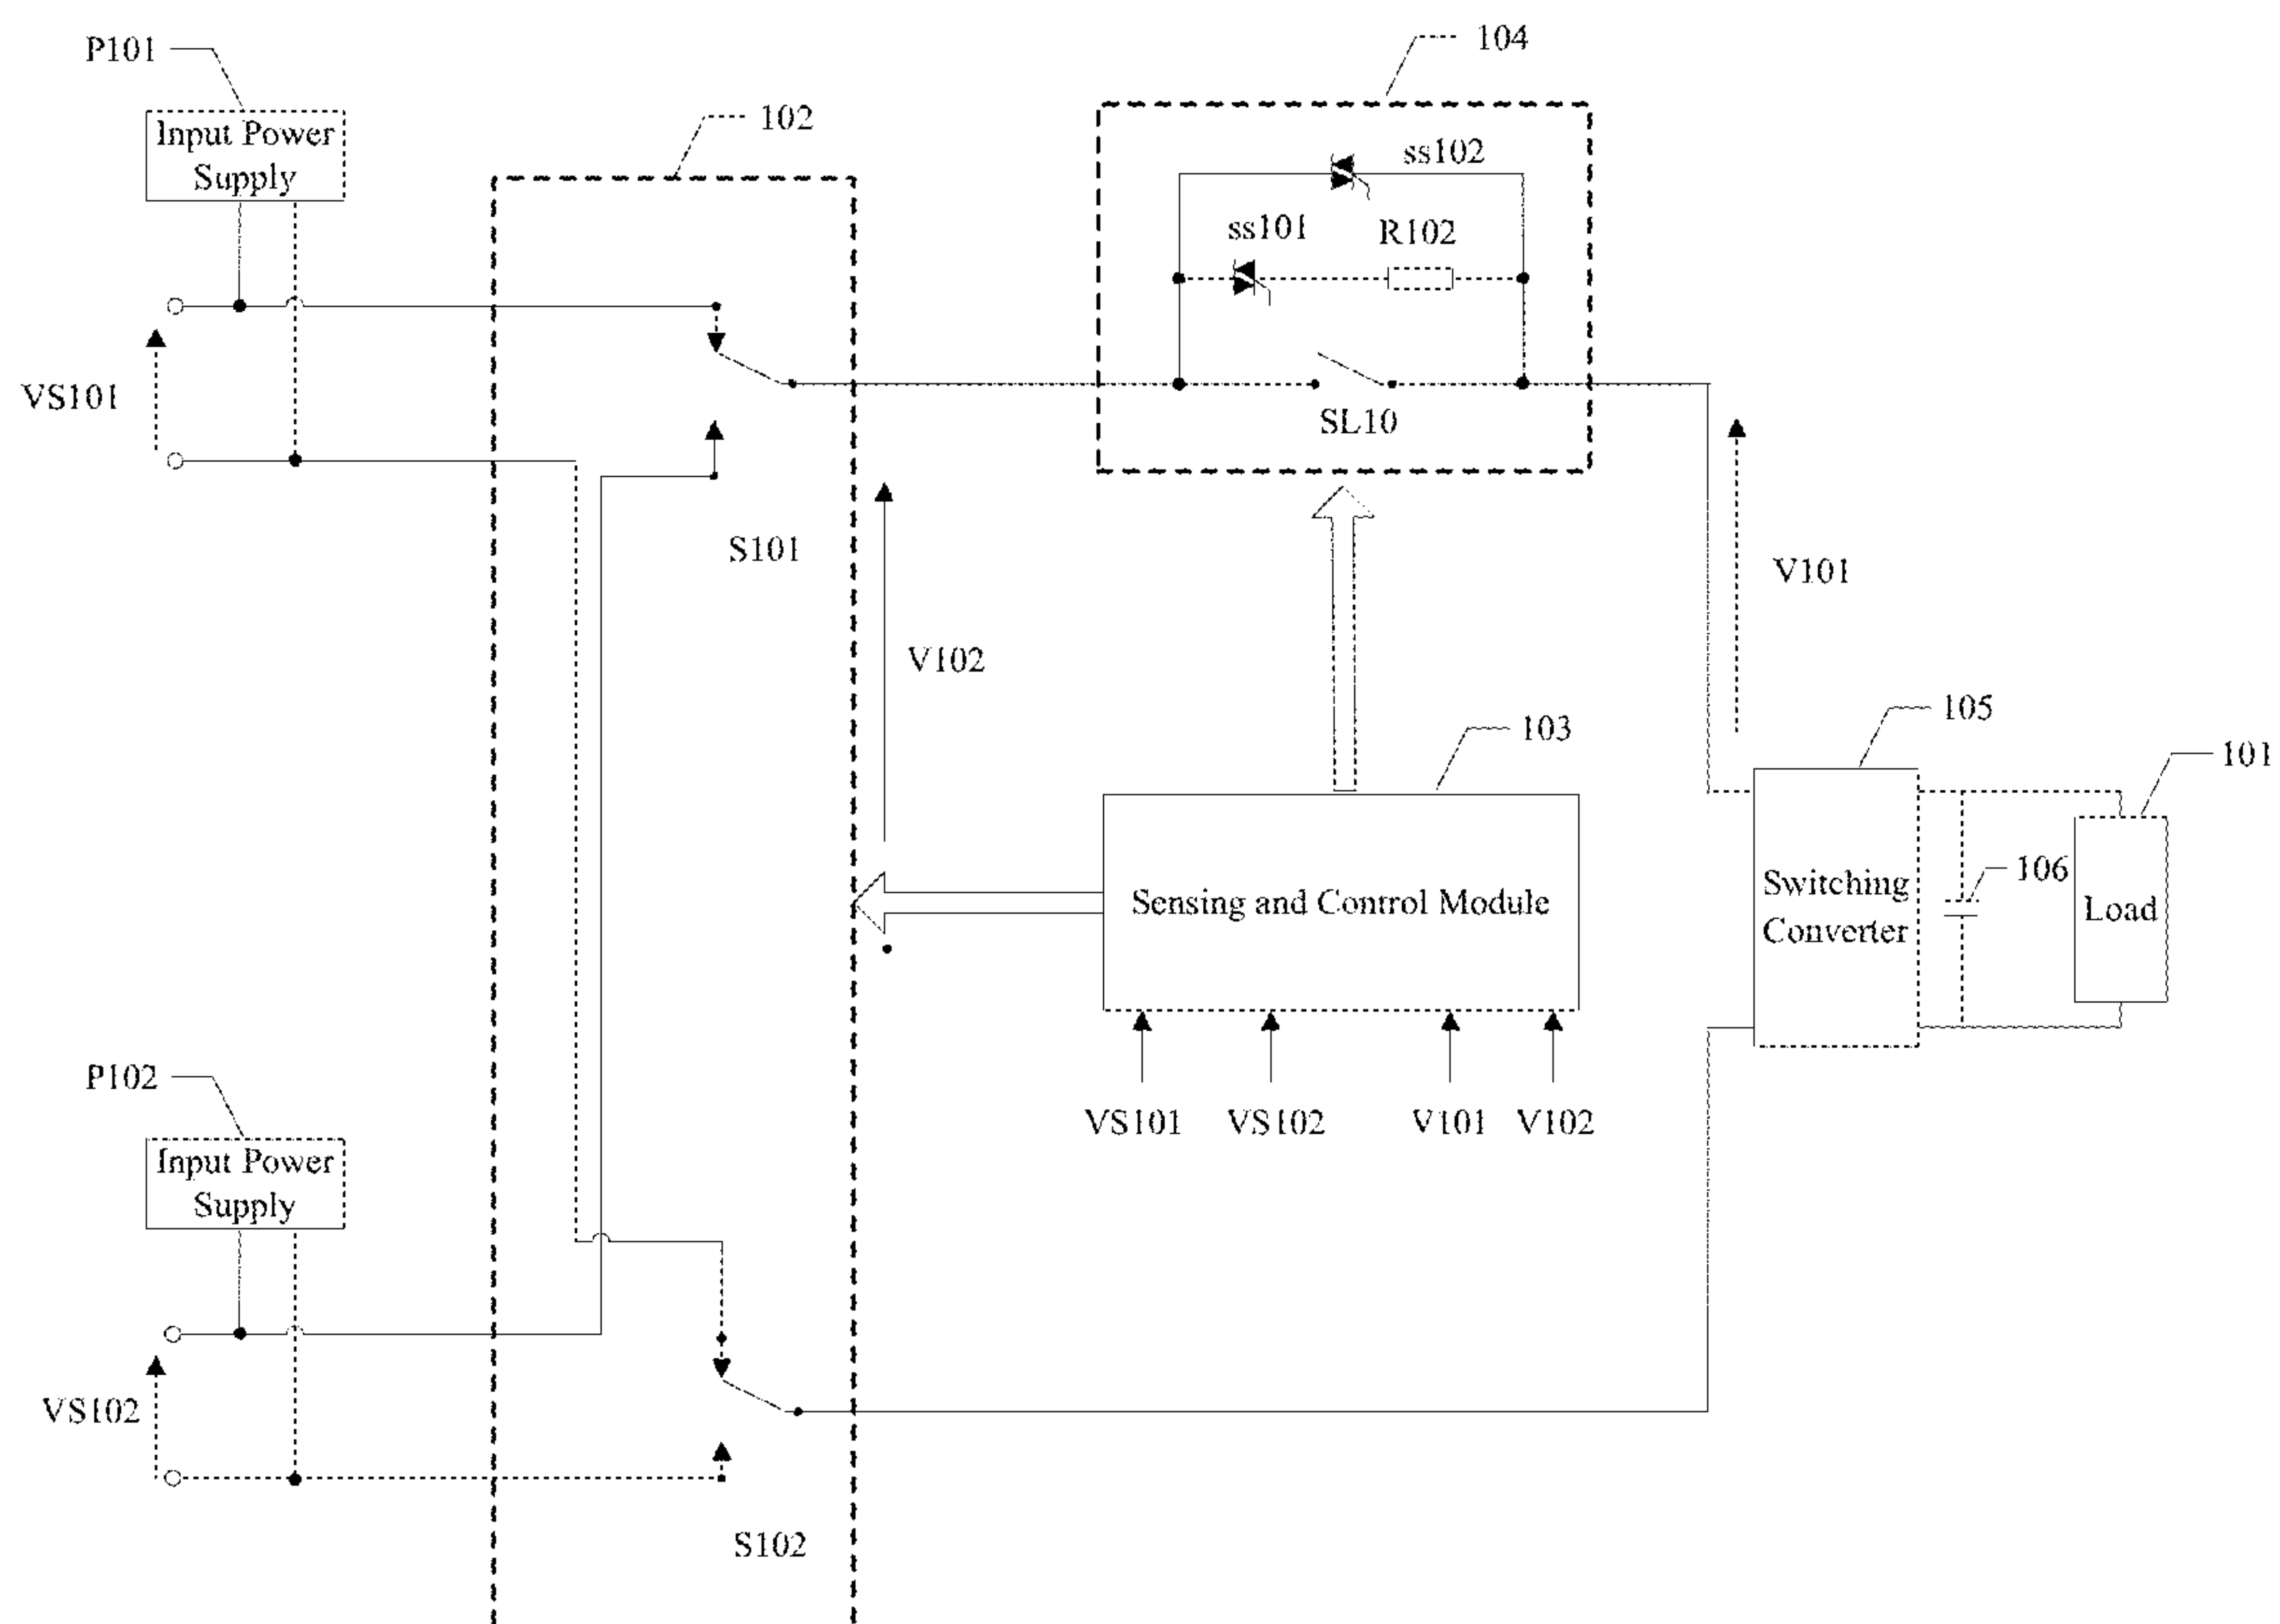 P101
104
102
Input Power
Supply
ss102
ss101
R102
VS101
SL10
S101
V101
V102
105
103
101
Switching
Converter
106
Load
Sensing and Control Module
P102
VS101
VS102
V101
V102
Input Power
Supply
VS102
S102